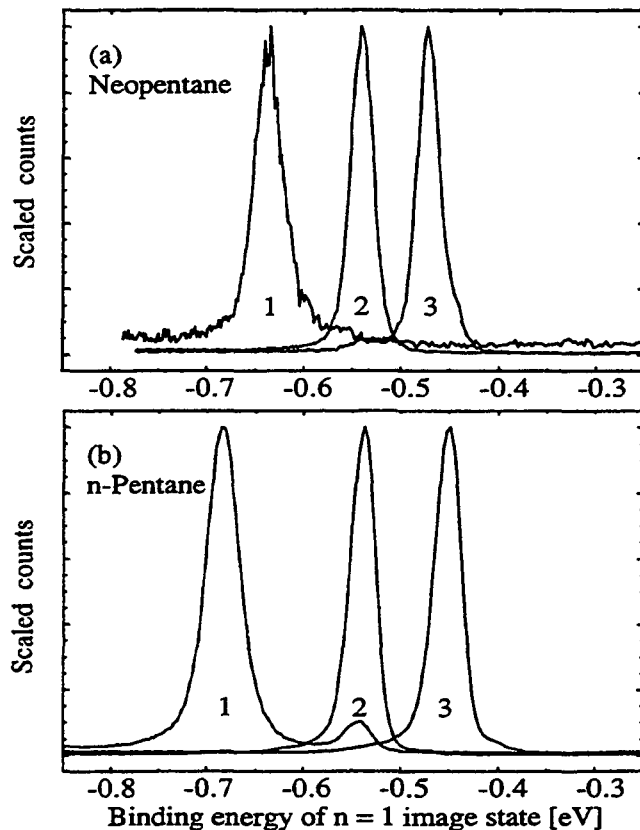 (a)
Neopentane
Scaled counts
1 2 3
-0.8 -0.7 -0.6 -0.5 -0.4 -0.3
(b)
n-Pentane
Scaled counts
1 2 3
-0.8 -0.7 -0.6 -0.5 -0.4 -0.3
Binding energy of n = 1 image state [eV]